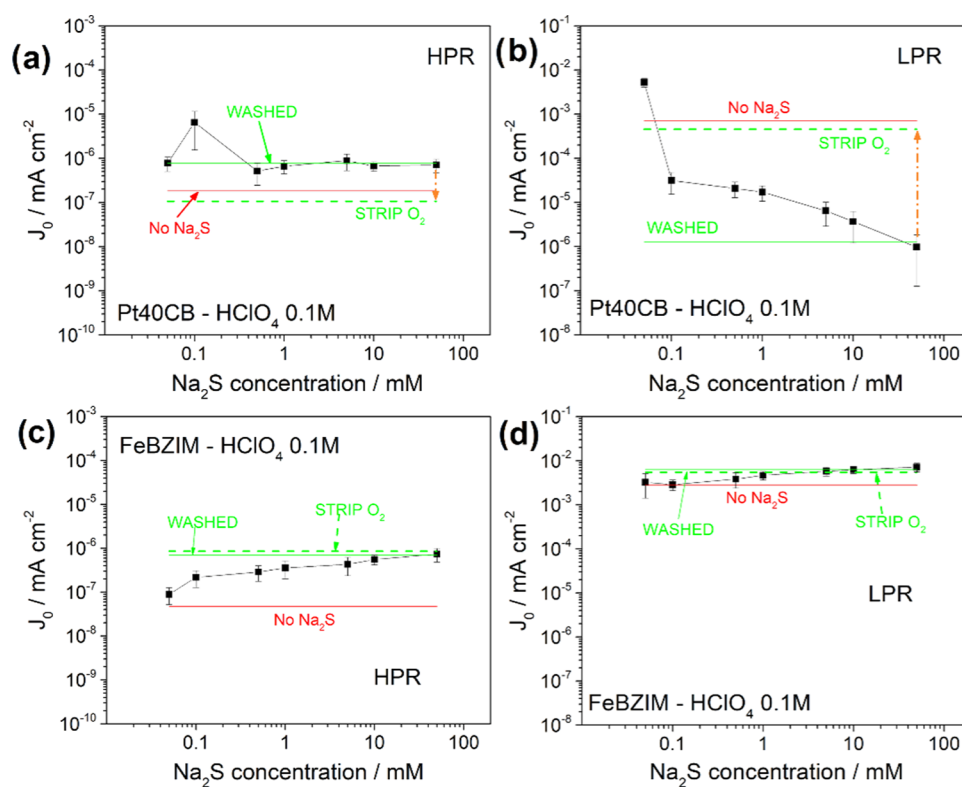 (a)
HPR
10⁻³
10⁻⁴
10⁻⁵
10⁻⁶
10⁻⁷
10⁻⁸
10⁻⁹
10⁻¹⁰
J₀ / mA cm⁻²
WASHED
No Na₂S
STRIP O₂
Pt40CB - HClO₄ 0.1M
0.1 1 10 100
Na₂S concentration / mM
(b)
LPR
10⁻¹
10⁻²
10⁻³
10⁻⁴
10⁻⁵
10⁻⁶
10⁻⁷
10⁻⁸
J₀ / mA cm⁻²
No Na₂S
STRIP O₂
WASHED
Pt40CB - HClO₄ 0.1M
0.1 1 10 100
Na₂S concentration / mM
(c)
FeBZIM - HClO₄ 0.1M
10⁻³
10⁻⁴
10⁻⁵
10⁻⁶
10⁻⁷
10⁻⁸
10⁻⁹
10⁻¹⁰
J₀ / mA cm⁻²
WASHED
STRIP O₂
No Na₂S
HPR
0.1 1 10 100
Na₂S concentration / mM
(d)
10⁻¹
10⁻²
10⁻³
10⁻⁴
10⁻⁵
10⁻⁶
10⁻⁷
10⁻⁸
J₀ / mA cm⁻²
No Na₂S
WASHED
STRIP O₂
LPR
FeBZIM - HClO₄ 0.1M
0.1 1 10 100
Na₂S concentration / mM